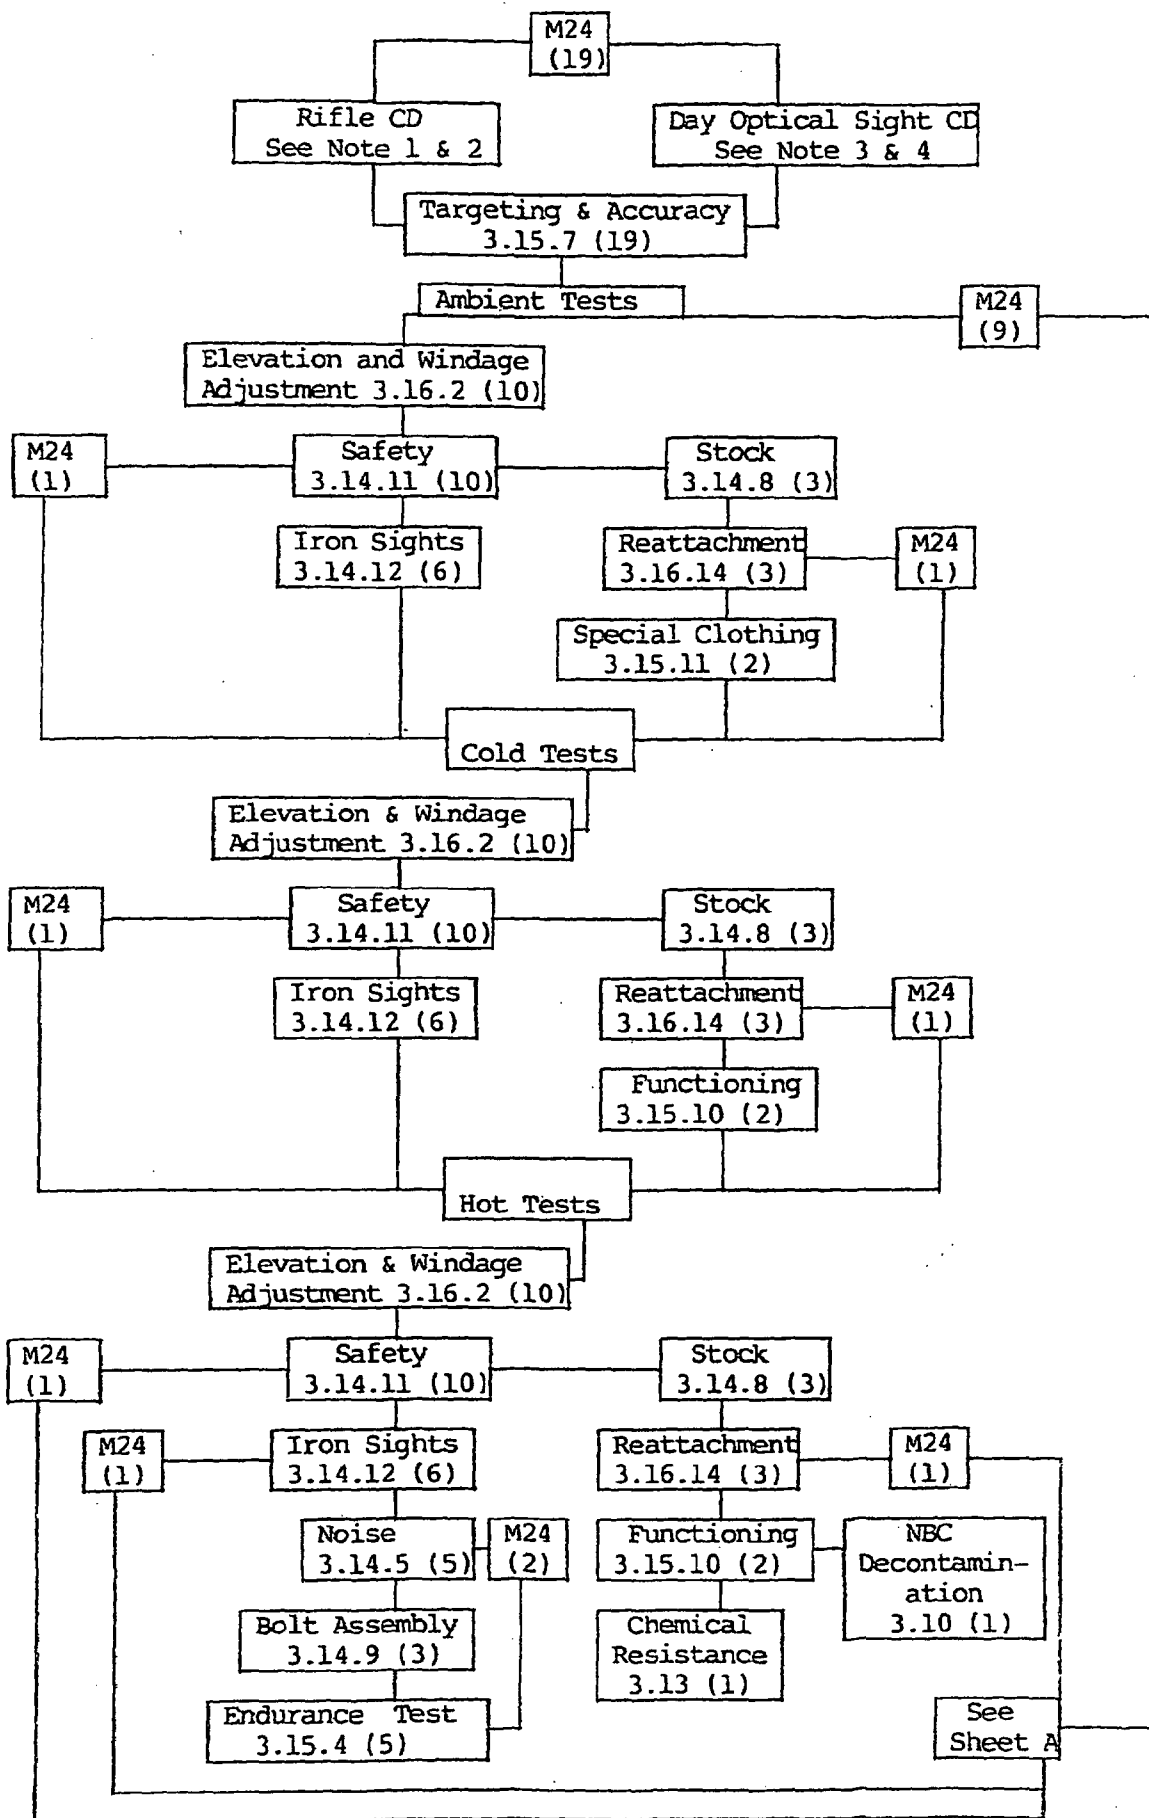 M24
(19)
Rifle CD
See Note 1 & 2
Day Optical Sight CD
See Note 3 & 4
Targeting & Accuracy
3.15.7 (19)
Ambient Tests
M24
(9)
Elevation and Windage
Adjustment 3.16.2 (10)
M24
(1)
Safety
3.14.11 (10)
Stock
3.14.8 (3)
Iron Sights
3.14.12 (6)
Reattachment
3.16.14 (3)
M24
(1)
Special Clothing
3.15.11 (2)
Cold Tests
Elevation & Windage
Adjustment 3.16.2 (10)
M24
(1)
Safety
3.14.11 (10)
Stock
3.14.8 (3)
Iron Sights
3.14.12 (6)
Reattachment
3.16.14 (3)
M24
(1)
Functioning
3.15.10 (2)
Hot Tests
Elevation & Windage
Adjustment 3.16.2 (10)
M24
(1)
Safety
3.14.11 (10)
Stock
3.14.8 (3)
M24
(1)
Iron Sights
3.14.12 (6)
Reattachment
3.16.14 (3)
M24
(1)
Noise
3.14.5 (5)
M24
(2)
Functioning
3.15.10 (2)
NBC
Decontamin-
ation
3.10 (1)
Bolt Assembly
3.14.9 (3)
Chemical
Resistance
3.13 (1)
Endurance Test
3.15.4 (5)
See
Sheet A